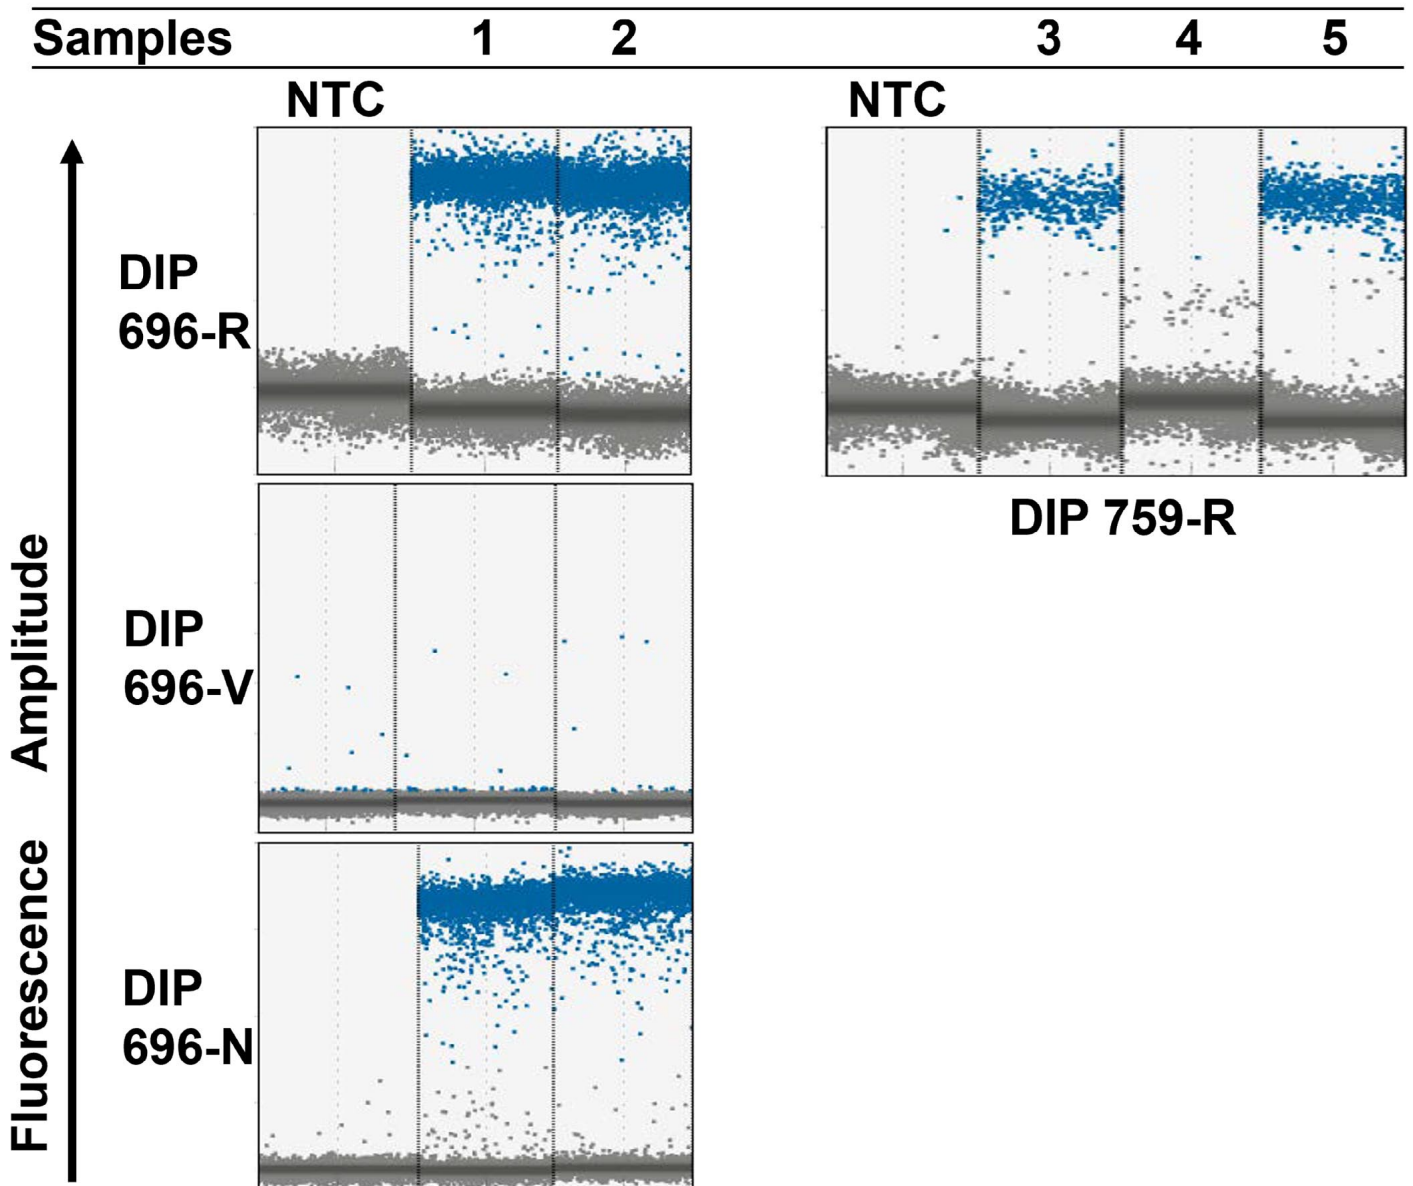 Samples 1 2 3 4 5
NTC NTC
DIP
696-R
DIP 759-R
DIP
696-V
DIP
696-N
Fluorescence Amplitude